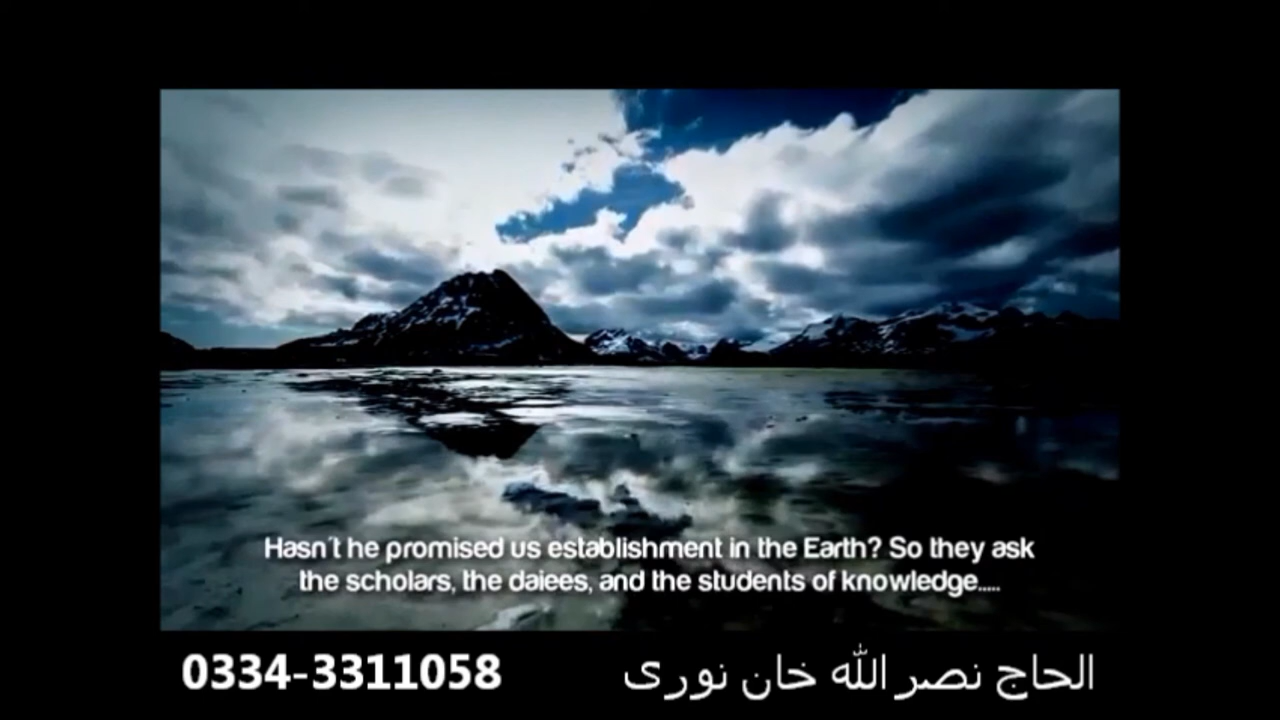 Hasn't he promised us establishment in the Earth? So they ask
the scholars, the daiees, and the students of knowledge.....
0334-3311058 الحاج نصر الله خان نوری